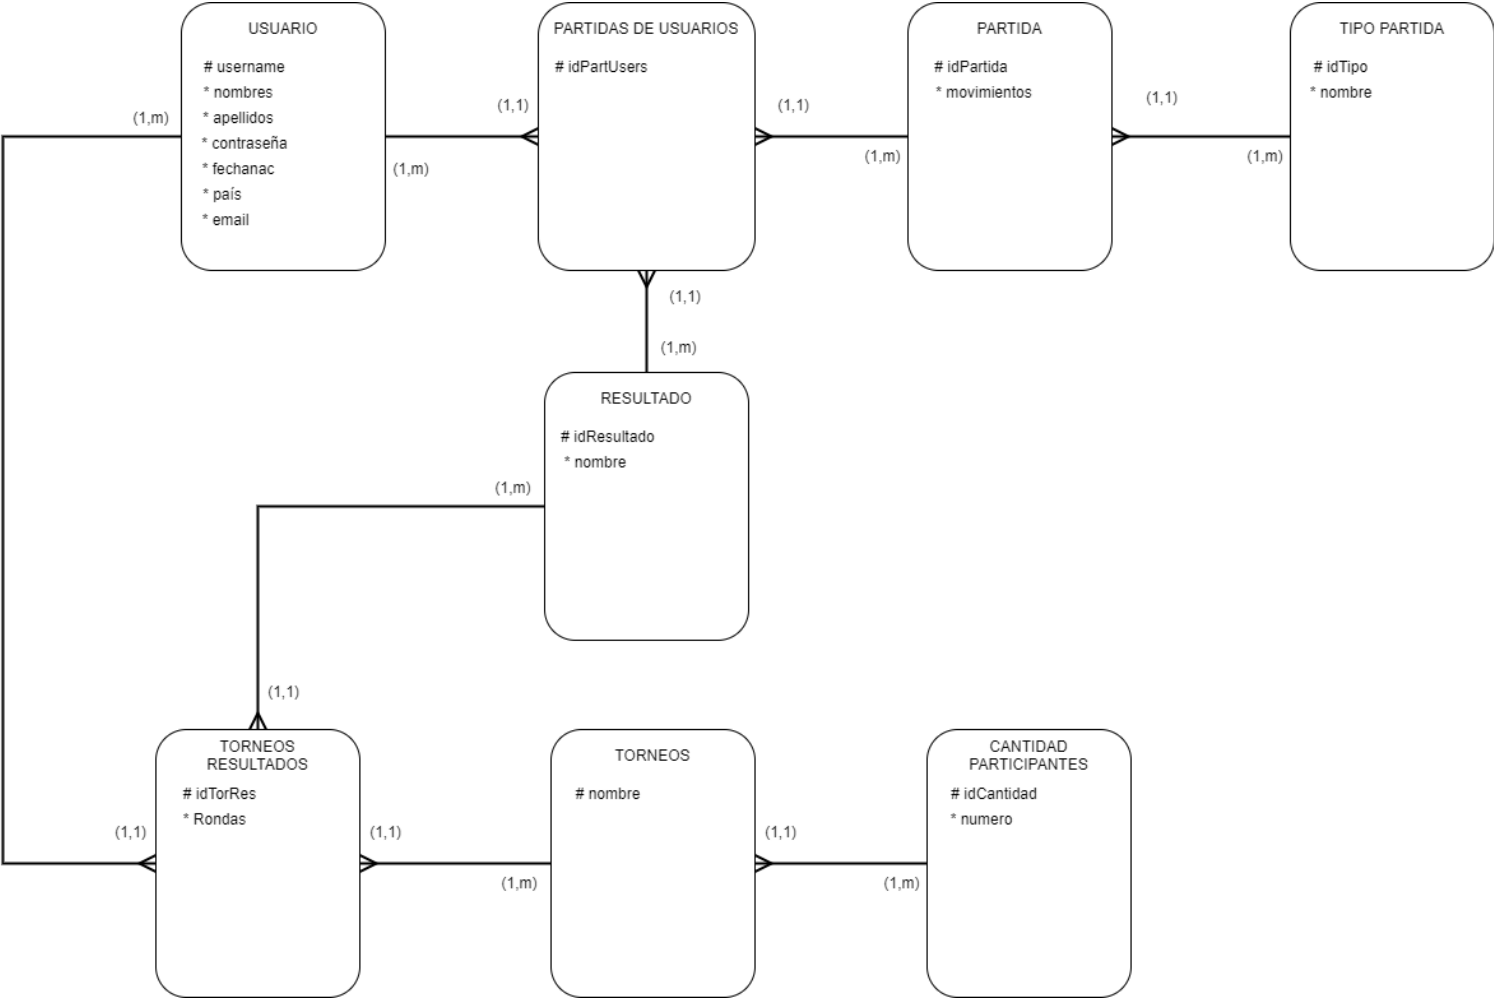 USUARIO
# username
* nombres
* apellidos
* contraseña
* fechanac
* país
* email
(1,m)
(1,m)
(1,1)
PARTIDAS DE USUARIOS
# idPartUsers
(1,1)
(1,m)
PARTIDA
# idPartida
* movimientos
(1,1)
(1,m)
TIPO PARTIDA
# idTipo
* nombre
(1,1)
(1,m)
RESULTADO
# idResultado
* nombre
(1,m)
(1,1)
TORNEOS
RESULTADOS
# idTorRes
* Rondas
(1,1)
(1,1)
(1,m)
TORNEOS
# nombre
(1,1)
(1,m)
CANTIDAD
PARTICIPANTES
# idCantidad
* numero